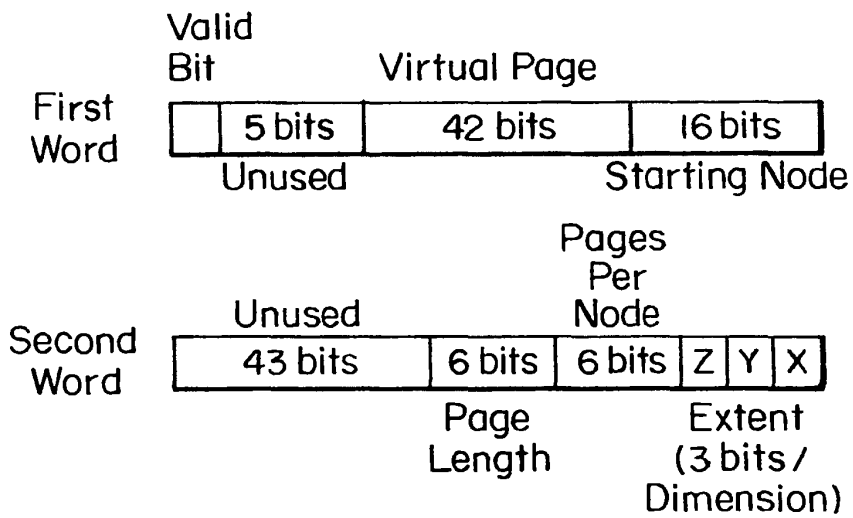 Valid
Bit
Virtual Page
First
Word
5 bits
42 bits
16 bits
Unused
Starting Node
Pages
Per
Node
Unused
Second
Word
43 bits
6 bits
6 bits
Z
Y
X
Page
Length
Extent
(3 bits/
Dimension)